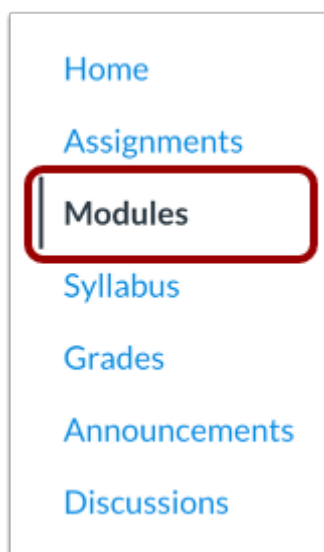 Home
Assignments
Modules
Syllabus
Grades
Announcements
Discussions